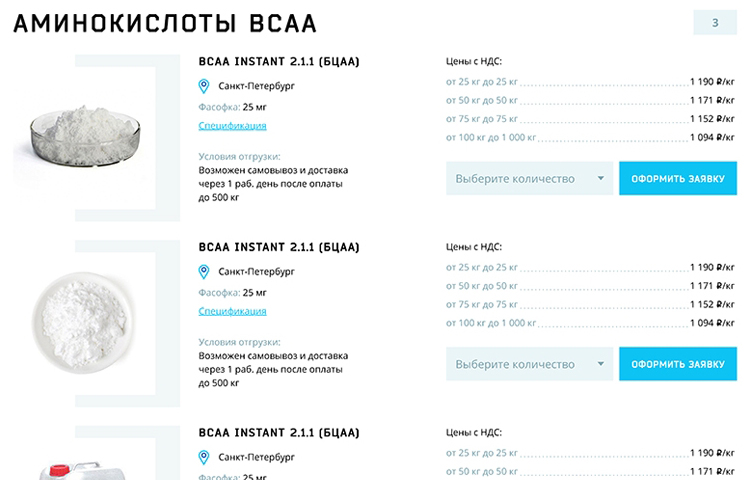 АМИНОКИСЛОТЫ BCAA
3
BCAA INSTANT 2.1.1 (БЦАА)
Санкт-Петербург
Фасофка: 25 мг
Спецификация
Условия отгрузки:
Возможен самовывоз и доставка
через 1 раб. день после оплаты
до 500 кг
Цены с НДС:
от 25 кг до 25 кг 1 190 ₽/кг
от 50 кг до 50 кг 1 171 ₽/кг
от 75 кг до 75 кг 1 152 ₽/кг
от 100 кг до 1 000 кг 1 094 ₽/кг
Выберите количество
ОФОРМИТЬ ЗАЯВКУ
BCAA INSTANT 2.1.1 (БЦАА)
Санкт-Петербург
Фасофка: 25 мг
Спецификация
Условия отгрузки:
Возможен самовывоз и доставка
через 1 раб. день после оплаты
до 500 кг
Цены с НДС:
от 25 кг до 25 кг 1 190 ₽/кг
от 50 кг до 50 кг 1 171 ₽/кг
от 75 кг до 75 кг 1 152 ₽/кг
от 100 кг до 1 000 кг 1 094 ₽/кг
Выберите количество
ОФОРМИТЬ ЗАЯВКУ
BCAA INSTANT 2.1.1 (БЦАА)
Санкт-Петербург
Фасофка: 25 мг
Цены с НДС:
от 25 кг до 25 кг 1 190 ₽/кг
от 50 кг до 50 кг 1 171 ₽/кг